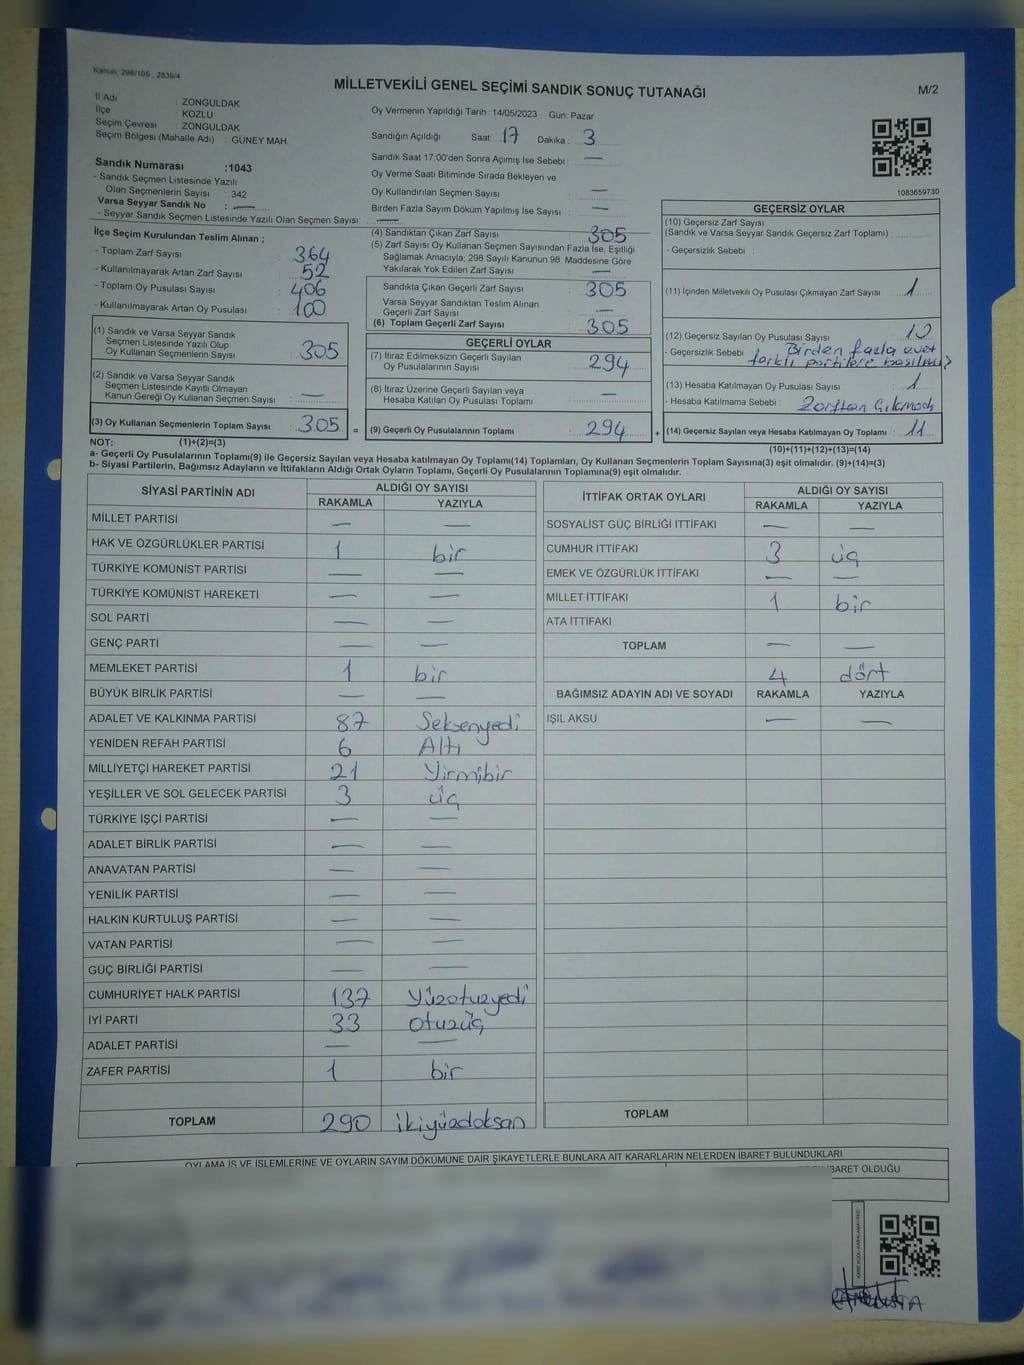 Kanun, 298/105 , 2839/4
MİLLETVEKİLİ GENEL SEÇİMİ SANDIK SONUÇ TUTANAĞI
M/2
İl Adı : ZONGULDAK
İlçe : KOZLU
Seçim Çevresi : ZONGULDAK
Seçim Bölgesi (Mahalle Adı) : GÜNEY MAH.
Sandık Numarası :1043
- Sandık Seçmen Listesinde Yazılı
Olan Seçmenlerin Sayısı : 342
Varsa Seyyar Sandık No : —
- Seyyar Sandık Seçmen Listesinde Yazılı Olan Seçmen Sayısı: —
Oy Vermenin Yapıldığı Tarih : 14/05/2023 Gün: Pazar
Sandığın Açıldığı Saat: 17 Dakika : 3
Sandık Saat 17:00'den Sonra Açımış İse Sebebi : —
Oy Verme Saati Bitiminde Sırada Bekleyen ve
Oy Kullandırılan Seçmen Sayısı : —
Birden Fazla Sayım Döküm Yapılmış İse Sayısı : —
1083659730
İlçe Seçim Kurulundan Teslim Alınan ;
- Toplam Zarf Sayısı : 364
- Kullanılmayarak Artan Zarf Sayısı : 52
- Toplam Oy Pusulası Sayısı : 406
- Kullanılmayarak Artan Oy Pusulası : 100
(1) Sandık ve Varsa Seyyar Sandık
Seçmen Listesinde Yazılı Olup
Oy Kullanan Seçmenlerin Sayısı : 305
(2) Sandık ve Varsa Seyyar Sandık
Seçmen Listesinde Kayıtlı Olmayan
Kanun Gereği Oy Kullanan Seçmen Sayısı : —
(3) Oy Kullanan Seçmenlerin Toplam Sayısı : 305 =
(4) Sandıktan Çıkan Zarf Sayısı : 305
(5) Zarf Sayısı Oy Kullanan Seçmen Sayısından Fazla İse, Eşitliği
Sağlamak Amacıyla; 298 Sayılı Kanunun 98. Maddesine Göre
Yakılarak Yok Edilen Zarf Sayısı : —
Sandıkta Çıkan Geçerli Zarf Sayısı : 305
Varsa Seyyar Sandıktan Teslim Alınan
Geçerli Zarf Sayısı : —
(6) Toplam Geçerli Zarf Sayısı : 305
GEÇERLİ OYLAR
(7) İtiraz Edilmeksizin Geçerli Sayılan
Oy Pusulalarının Sayısı : 294
(8) İtiraz Üzerine Geçerli Sayılan veya
Hesaba Katılan Oy Pusulası Toplamı : —
(9) Geçerli Oy Pusulalarının Toplamı : 294 +
GEÇERSİZ OYLAR
(10) Geçersiz Zarf Sayısı
(Sandık ve Varsa Seyyar Sandık Geçersiz Zarf Toplamı) :
- Geçersizlik Sebebi :
(11) İçinden Milletvekili Oy Pusulası Çıkmayan Zarf Sayısı : 1
(12) Geçersiz Sayılan Oy Pusulası Sayısı : 10
- Geçersizlik Sebebi : Birden fazla evet
farklı partilere basılmış
(13) Hesaba Katılmayan Oy Pusulası Sayısı : 1
- Hesaba Katılmama Sebebi : Zarftan Çıkmadı
(14) Geçersiz Sayılan veya Hesaba Katılmayan Oy Toplamı : 11
NOT: (1)+(2)=(3) (10)+(11)+(12)+(13)=(14)
a- Geçerli Oy Pusulalarının Toplamı(9) ile Geçersiz Sayılan veya Hesaba katılmayan Oy Toplamı(14) Toplamları, Oy Kullanan Seçmenlerin Toplam Sayısına(3) eşit olmalıdır. (9)+(14)=(3)
b- Siyasi Partilerin, Bağımsız Adayların ve İttifakların Aldığı Ortak Oyların Toplamı, Geçerli Oy Pusulalarının Toplamına(9) eşit olmalıdır.
SİYASİ PARTİNİN ADI ALDIĞI OY SAYISI
RAKAMLA YAZIYLA
MİLLET PARTİSİ — —
HAK VE ÖZGÜRLÜKLER PARTİSİ 1 bir
TÜRKİYE KOMÜNİST PARTİSİ — —
TÜRKİYE KOMÜNİST HAREKETİ — —
SOL PARTİ — —
GENÇ PARTİ — —
MEMLEKET PARTİSİ 1 bir
BÜYÜK BİRLİK PARTİSİ — —
ADALET VE KALKINMA PARTİSİ 87 Seksenyedi
YENİDEN REFAH PARTİSİ 6 Altı
MİLLİYETÇİ HAREKET PARTİSİ 21 Yirmibir
YEŞİLLER VE SOL GELECEK PARTİSİ 3 üç
TÜRKİYE İŞÇİ PARTİSİ — —
ADALET BİRLİK PARTİSİ — —
ANAVATAN PARTİSİ — —
YENİLİK PARTİSİ — —
HALKIN KURTULUŞ PARTİSİ — —
VATAN PARTİSİ — —
GÜÇ BİRLİĞİ PARTİSİ — —
CUMHURİYET HALK PARTİSİ 137 Yüzotuzyedi
İYİ PARTİ 33 otuzüç
ADALET PARTİSİ — —
ZAFER PARTİSİ 1 bir
TOPLAM 290 ikiyüzdoksan
İTTİFAK ORTAK OYLARI ALDIĞI OY SAYISI
RAKAMLA YAZIYLA
SOSYALİST GÜÇ BİRLİĞİ İTTİFAKI — —
CUMHUR İTTİFAKI 3 üç
EMEK VE ÖZGÜRLÜK İTTİFAKI — —
MİLLET İTTİFAKI 1 bir
ATA İTTİFAKI
TOPLAM — —
4 dört
BAĞIMSIZ ADAYIN ADI VE SOYADI RAKAMLA YAZIYLA
IŞIL AKSU — —
TOPLAM
OYLAMA İŞ VE İŞLEMLERİNE VE OYLARIN SAYIM DÖKÜMÜNE DAİR ŞİKAYETLERLE BUNLARA AİT KARARLARIN NELERDEN İBARET BULUNDUKLARI
İBARET OLDUĞU